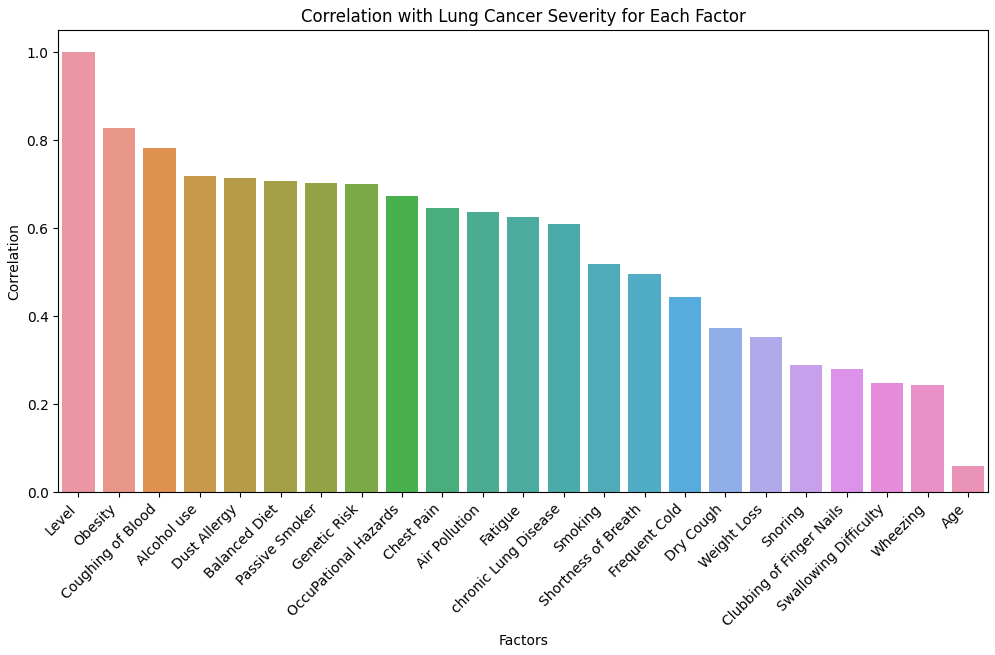 Correlation with Lung Cancer Severity for Each Factor
Correlation
1.0
0.8
0.6
0.4
0.2
0.0
Level
Obesity
Coughing of Blood
Alcohol use
Dust Allergy
Balanced Diet
Passive Smoker
Genetic Risk
OccuPational Hazards
Chest Pain
Air Pollution
Fatigue
chronic Lung Disease
Smoking
Shortness of Breath
Frequent Cold
Dry Cough
Weight Loss
Snoring
Clubbing of Finger Nails
Swallowing Difficulty
Wheezing
Age
Factors